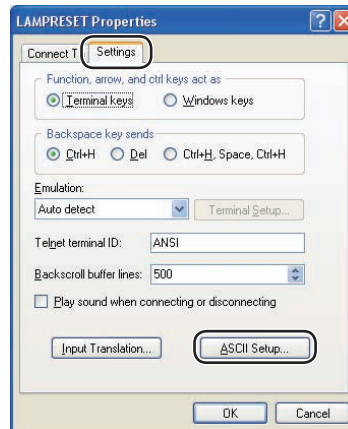 LAMPRESET Properties
Connect T Settings
Function, arrow, and ctrl keys act as
Terminal keys Windows keys
Backspace key sends
Ctrl+H Del Ctrl+H, Space, Ctrl+H
Emulation:
Auto detect Terminal Setup...
Telnet terminal ID: ANSI
Backscroll buffer lines: 500
Play sound when connecting or disconnecting
Input Translation... ASCII Setup...
OK Cancel